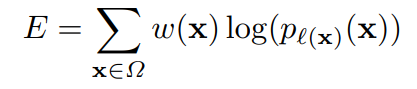 E = ∑_{𝐱∈Ω} w(𝐱) log(p_{ℓ(𝐱)}(𝐱))